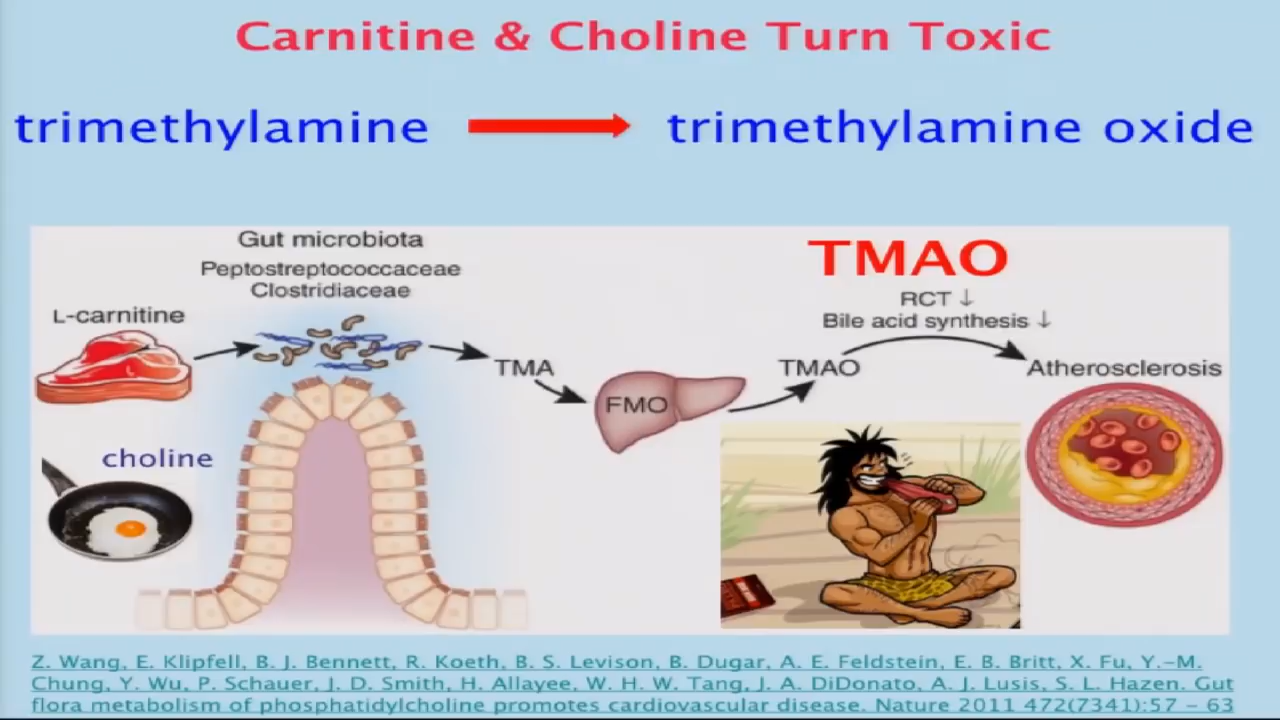 Carnitine & Choline Turn Toxic
trimethylamine
trimethylamine oxide
Gut microbiota
Peptostreptococcaceae
Clostridiaceae
L-carnitine
choline
TMA
FMO
TMAO
RCT ↓
Bile acid synthesis ↓
TMAO
Atherosclerosis
Z. Wang, E. Klipfell, B. J. Bennett, R. Koeth, B. S. Levison, B. Dugar, A. E. Feldstein, E. B. Britt, X. Fu, Y.-M.
Chung, Y. Wu, P. Schauer, J. D. Smith, H. Allayee, W. H. W. Tang, J. A. DiDonato, A. J. Lusis, S. L. Hazen. Gut
flora metabolism of phosphatidylcholine promotes cardiovascular disease. Nature 2011 472(7341):57 - 63